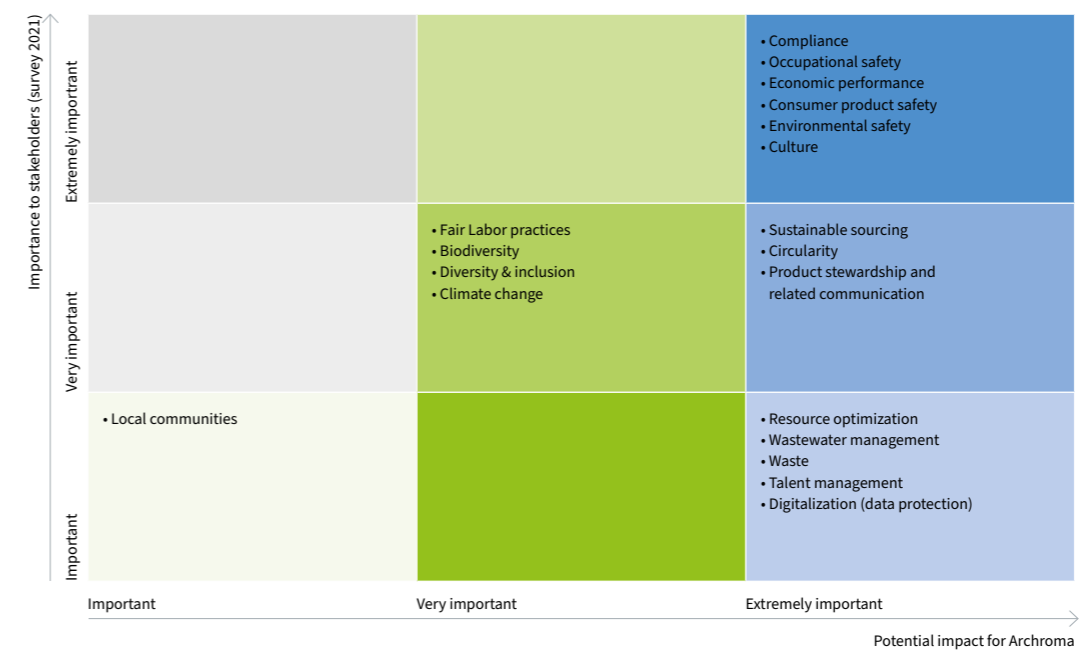 Importance to stakeholders (survey 2021)
Extremely importrant
• Compliance
• Occupational safety
• Economic performance
• Consumer product safety
• Environmental safety
• Culture
Very important
• Fair Labor practices
• Biodiversity
• Diversity & inclusion
• Climate change
• Sustainable sourcing
• Circularity
• Product stewardship and
related communication
Important
• Local communities
• Resource optimization
• Wastewater management
• Waste
• Talent management
• Digitalization (data protection)
Important
Very important
Extremely important
Potential impact for Archroma